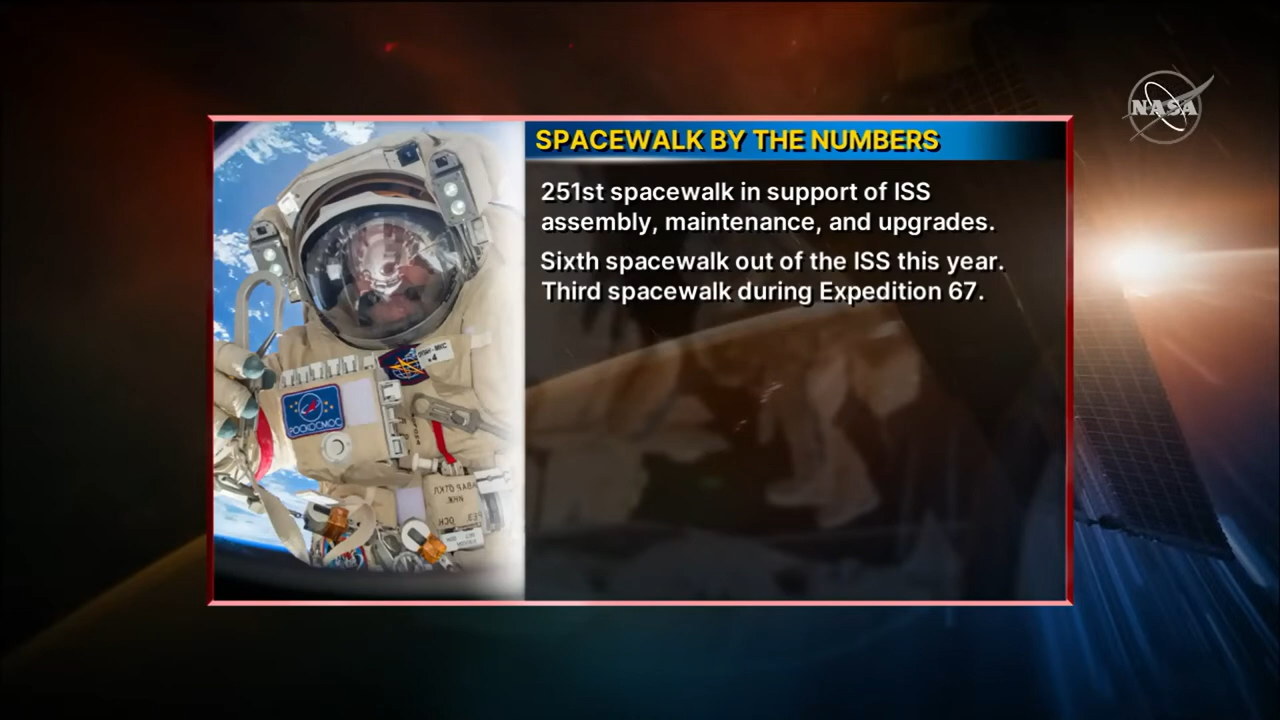 NASA
SPACEWALK BY THE NUMBERS
251st spacewalk in support of ISS
assembly, maintenance, and upgrades.
Sixth spacewalk out of the ISS this year.
Third spacewalk during Expedition 67.
РОСКОСМОС